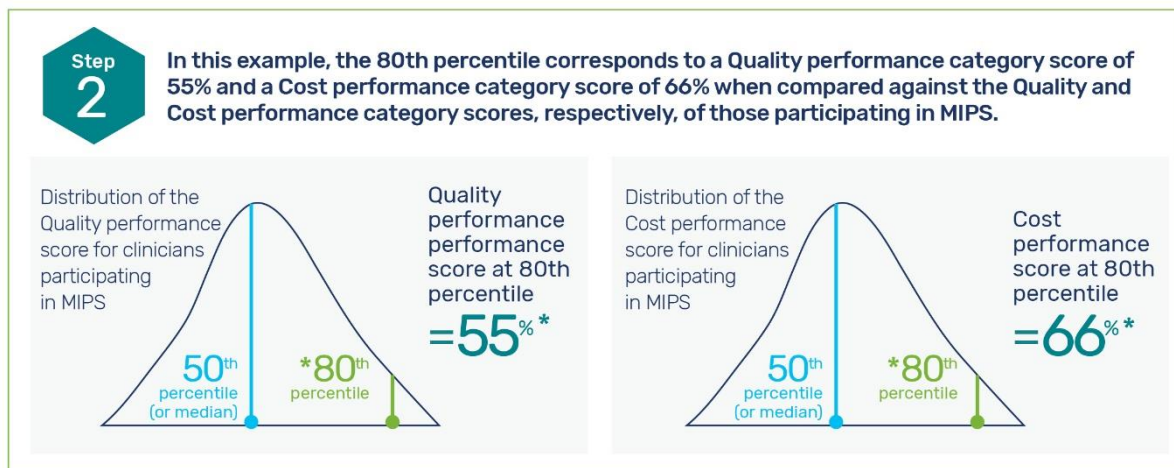 Step
2
In this example, the 80th percentile corresponds to a Quality performance category score of
55% and a Cost performance category score of 66% when compared against the Quality and
Cost performance category scores, respectively, of those participating in MIPS.
Distribution of the
Quality performance
score for clinicians
participating
in MIPS
Quality
performance
performance
score at 80th
percentile
=55%*
50th
percentile
(or median)
*80th
percentile
Distribution of the
Cost performance
score for clinicians
participating
in MIPS
Cost
performance
score at 80th
percentile
=66%*
50th
percentile
(or median)
*80th
percentile